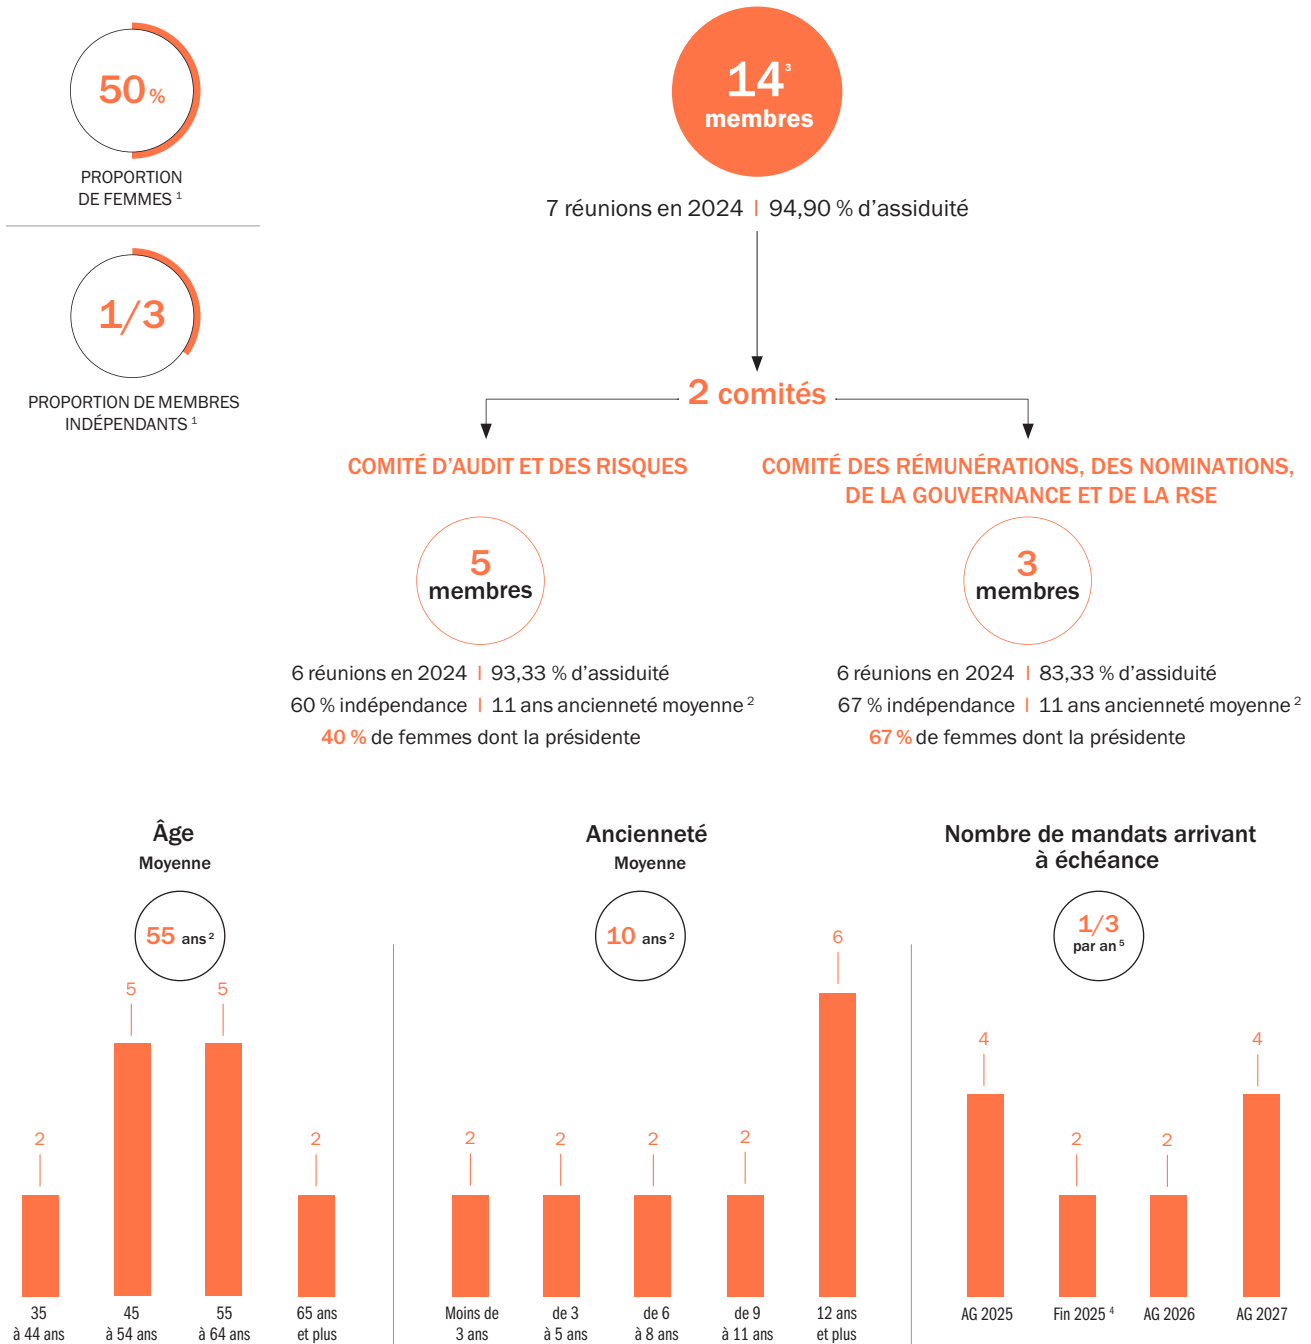 50 %
PROPORTION
DE FEMMES 1
1/3
PROPORTION DE MEMBRES
INDÉPENDANTS 1
14 3
membres
7 réunions en 2024 | 94,90 % d’assiduité
2 comités
COMITÉ D’AUDIT ET DES RISQUES
5
membres
6 réunions en 2024 | 93,33 % d’assiduité
60 % indépendance | 11 ans ancienneté moyenne 2
40 % de femmes dont la présidente
COMITÉ DES RÉMUNÉRATIONS, DES NOMINATIONS,
DE LA GOUVERNANCE ET DE LA RSE
3
membres
6 réunions en 2024 | 83,33 % d’assiduité
67 % indépendance | 11 ans ancienneté moyenne 2
67 % de femmes dont la présidente
Âge
Moyenne
55 ans 2
2
5
5
2
35
à 44 ans
45
à 54 ans
55
à 64 ans
65 ans
et plus
Ancienneté
Moyenne
10 ans 2
2
2
2
2
6
Moins de
3 ans
de 3
à 5 ans
de 6
à 8 ans
de 9
à 11 ans
12 ans
et plus
Nombre de mandats arrivant
à échéance
1/3
par an 5
4
2
2
4
AG 2025
Fin 2025 4
AG 2026
AG 2027